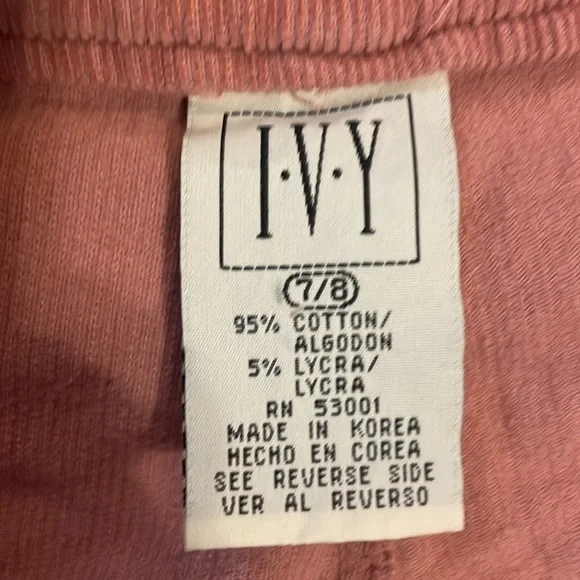 I·V·Y
7/8
95% COTTON/
ALGODON
5% LYCRA/
LYCRA
RN 53001
MADE IN KOREA
HECHO EN COREA
SEE REVERSE SIDE
VER AL REVERSO